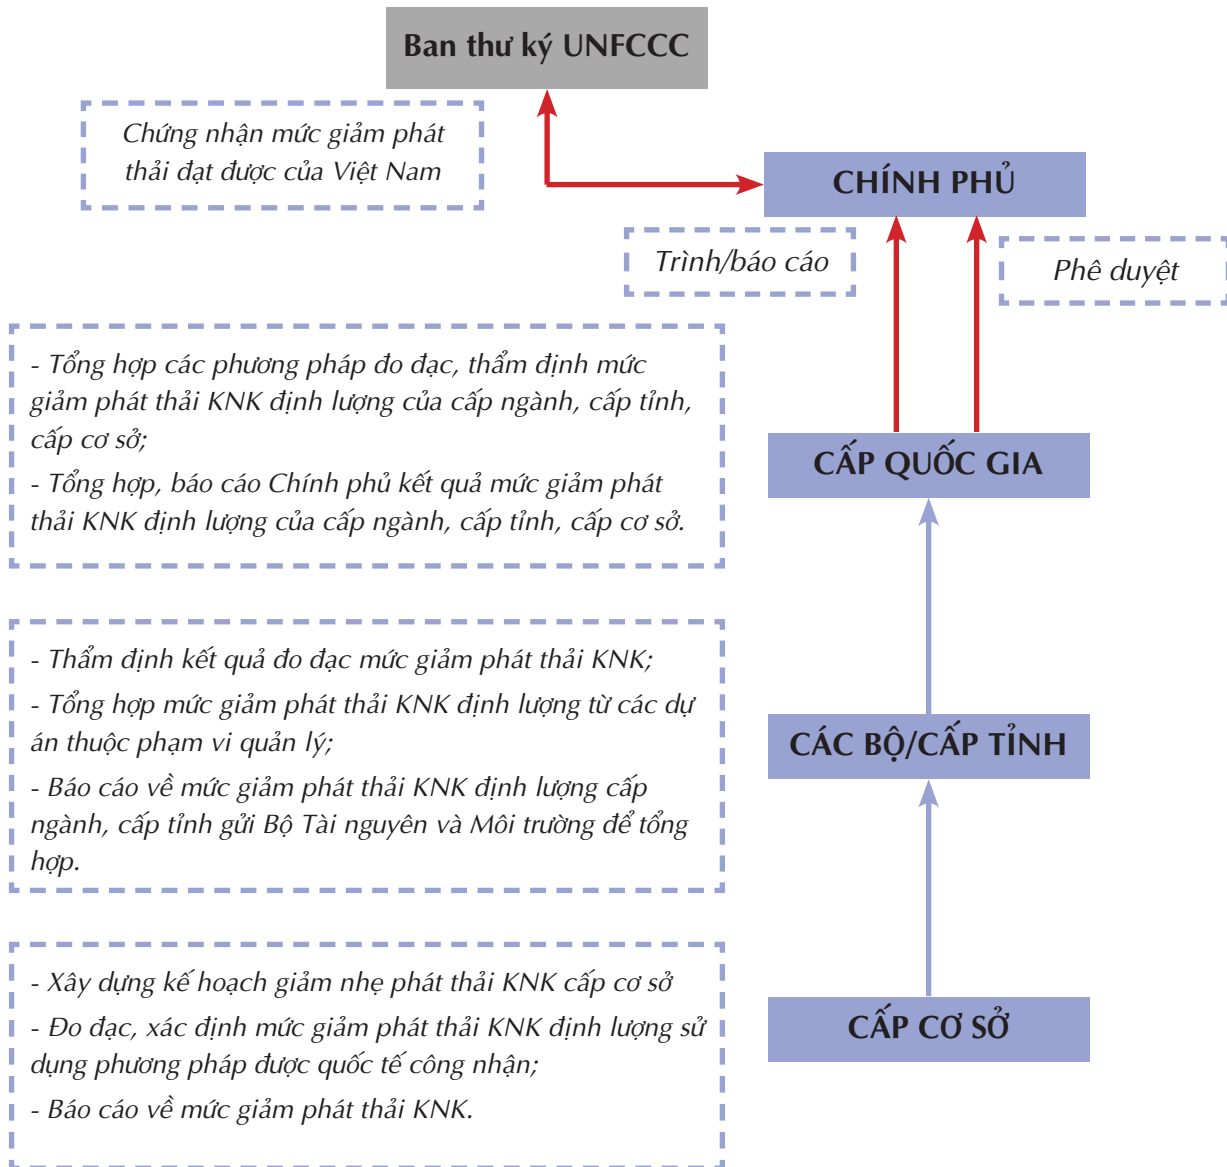 Ban thư ký UNFCCC
Chứng nhận mức giảm phát
thải đạt được của Việt Nam
CHÍNH PHỦ
Trình/báo cáo
Phê duyệt
- Tổng hợp các phương pháp đo đạc, thẩm định mức
giảm phát thải KNK định lượng của cấp ngành, cấp tỉnh,
cấp cơ sở;
- Tổng hợp, báo cáo Chính phủ kết quả mức giảm phát
thải KNK định lượng của cấp ngành, cấp tỉnh, cấp cơ sở.
CẤP QUỐC GIA
- Thẩm định kết quả đo đạc mức giảm phát thải KNK;
- Tổng hợp mức giảm phát thải KNK định lượng từ các dự
án thuộc phạm vi quản lý;
- Báo cáo về mức giảm phát thải KNK định lượng cấp
ngành, cấp tỉnh gửi Bộ Tài nguyên và Môi trường để tổng
hợp.
CÁC BỘ/CẤP TỈNH
- Xây dựng kế hoạch giảm nhẹ phát thải KNK cấp cơ sở
- Đo đạc, xác định mức giảm phát thải KNK định lượng sử
dụng phương pháp được quốc tế công nhận;
- Báo cáo về mức giảm phát thải KNK.
CẤP CƠ SỞ